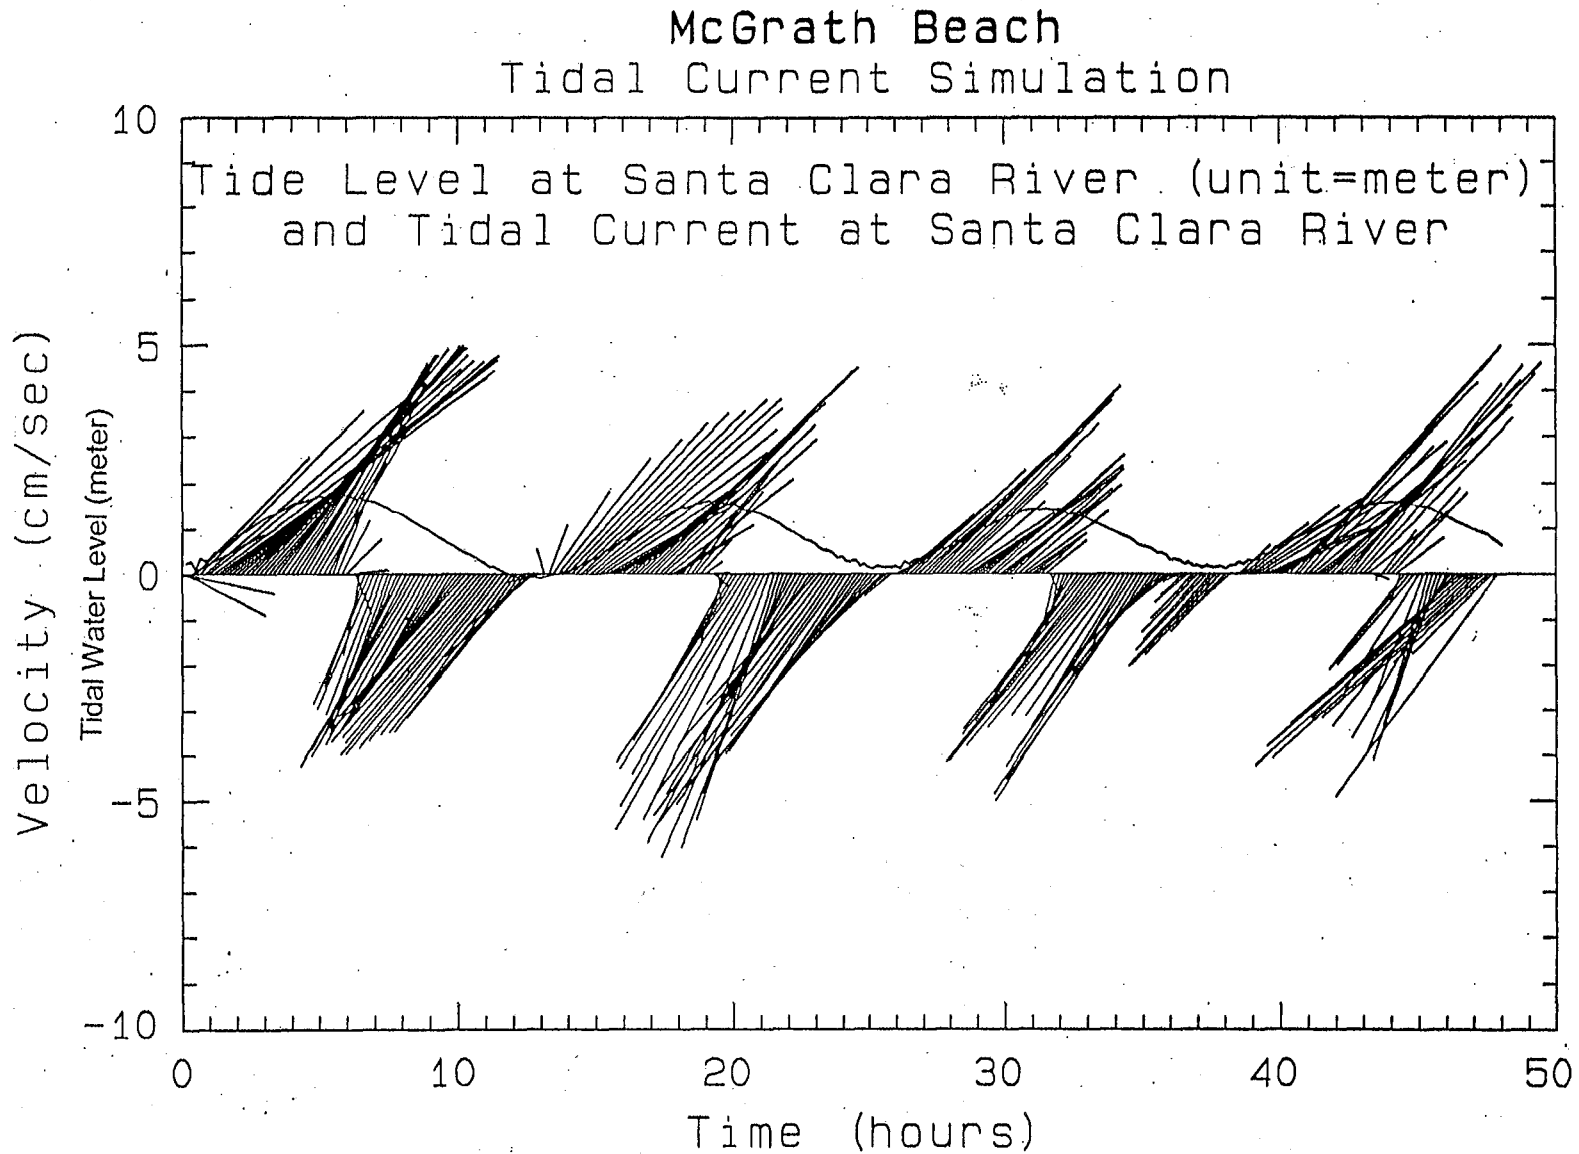 McGrath Beach
Tidal Current Simulation
Tide Level at Santa Clara River (unit=meter)
and Tidal Current at Santa Clara River
Velocity (cm/sec)
Tidal Water Level (meter)
10
5
0
-5
-10
0 10 20 30 40 50
Time (hours)